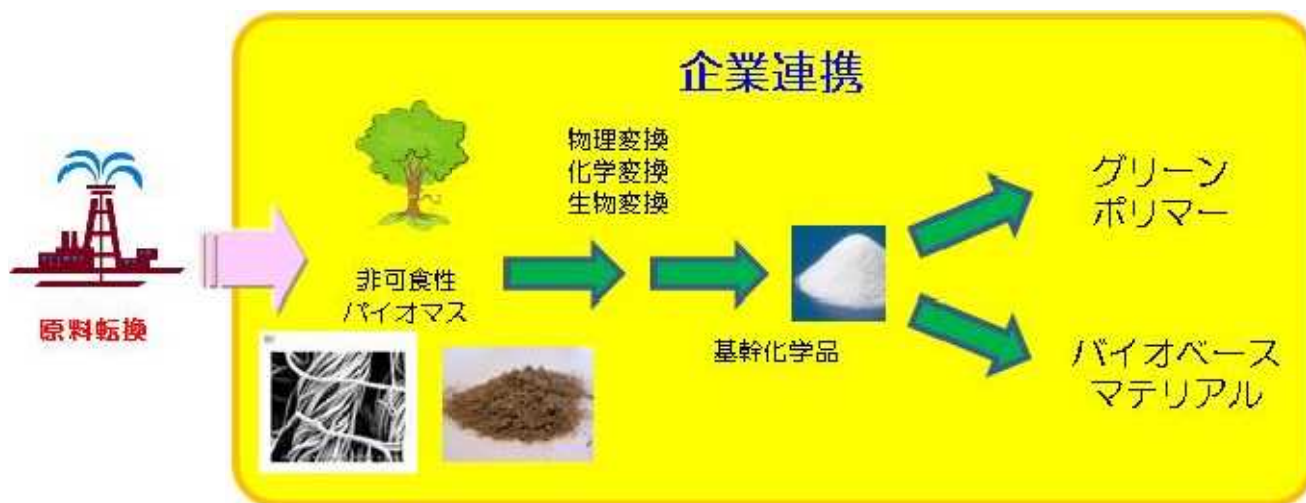 企業連携
物理変換
化学変換
生物変換
グリーン
ポリマー
非可食性
バイオマス
原料転換
基幹化学品
バイオベース
マテリアル